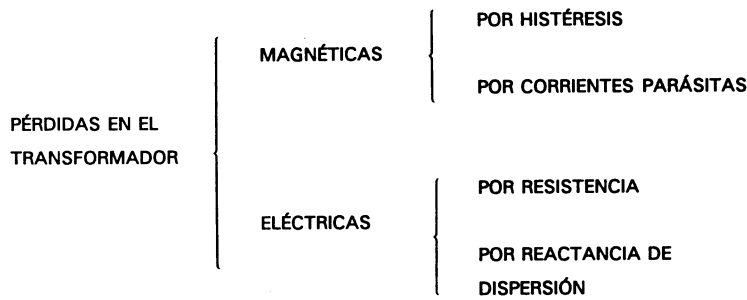 POR HISTÉRESIS
MAGNÉTICAS
POR CORRIENTES PARÁSITAS
PÉRDIDAS EN EL
TRANSFORMADOR
POR RESISTENCIA
ELÉCTRICAS
POR REACTANCIA DE
DISPERSIÓN